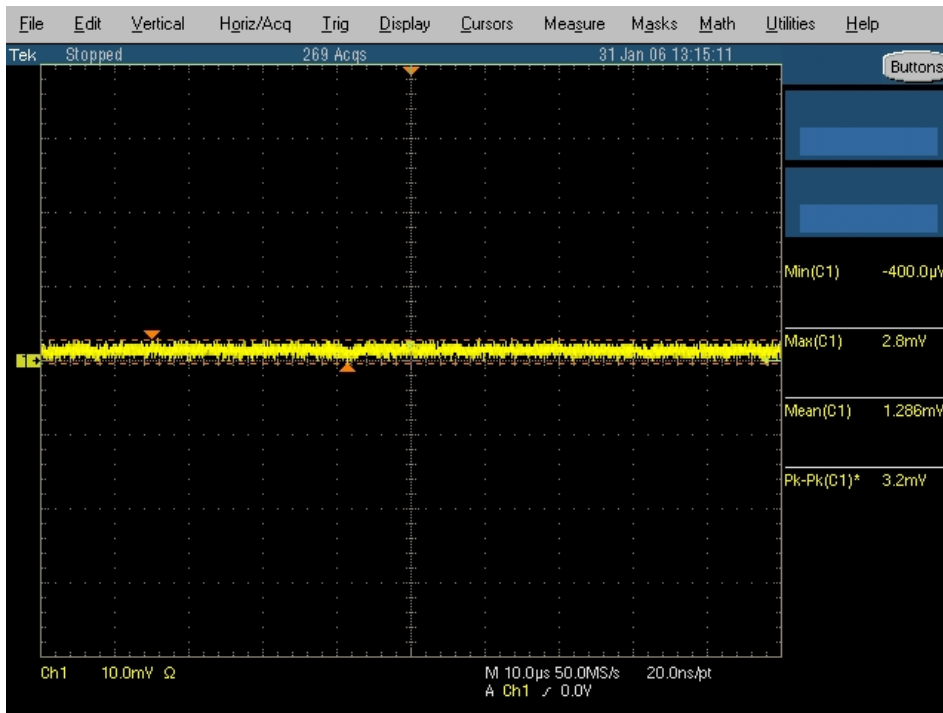 File Edit Vertical Horiz/Acq Trig Display Cursors Measure Masks Math Utilities Help
Tek Stopped 269 Acqs 31 Jan 06 13:15:11
Buttons
Min(C1) -400.0µV
1
Max(C1) 2.8mV
Mean(C1) 1.286mV
Pk-Pk(C1)* 3.2mV
Ch1 10.0mV Ω M 10.0µs 50.0MS/s 20.0ns/pt
A Ch1 ⁄ 0.0V